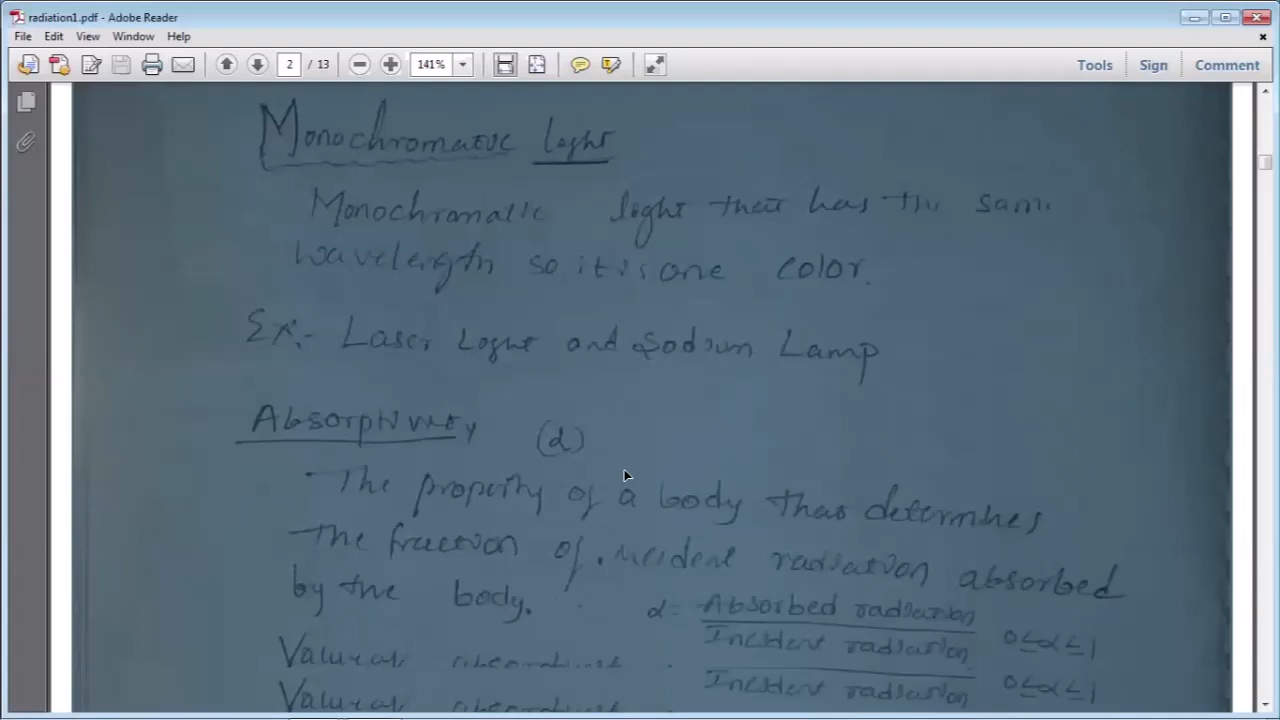 radiation1.pdf - Adobe Reader
File Edit View Window Help
2 / 13 141% Tools Sign Comment
Monochromatic light
Monochromatic light that has the same
wavelength so it is one color.
Ex:- Laser Light and Sodium Lamp
Absorptivity (α)
The property of a body that determines
the fraction of incident radiation absorbed
by the body. α = Absorbed radiation
Incident radiation 0≤α≤1
Incident radiation 0≤α≤1